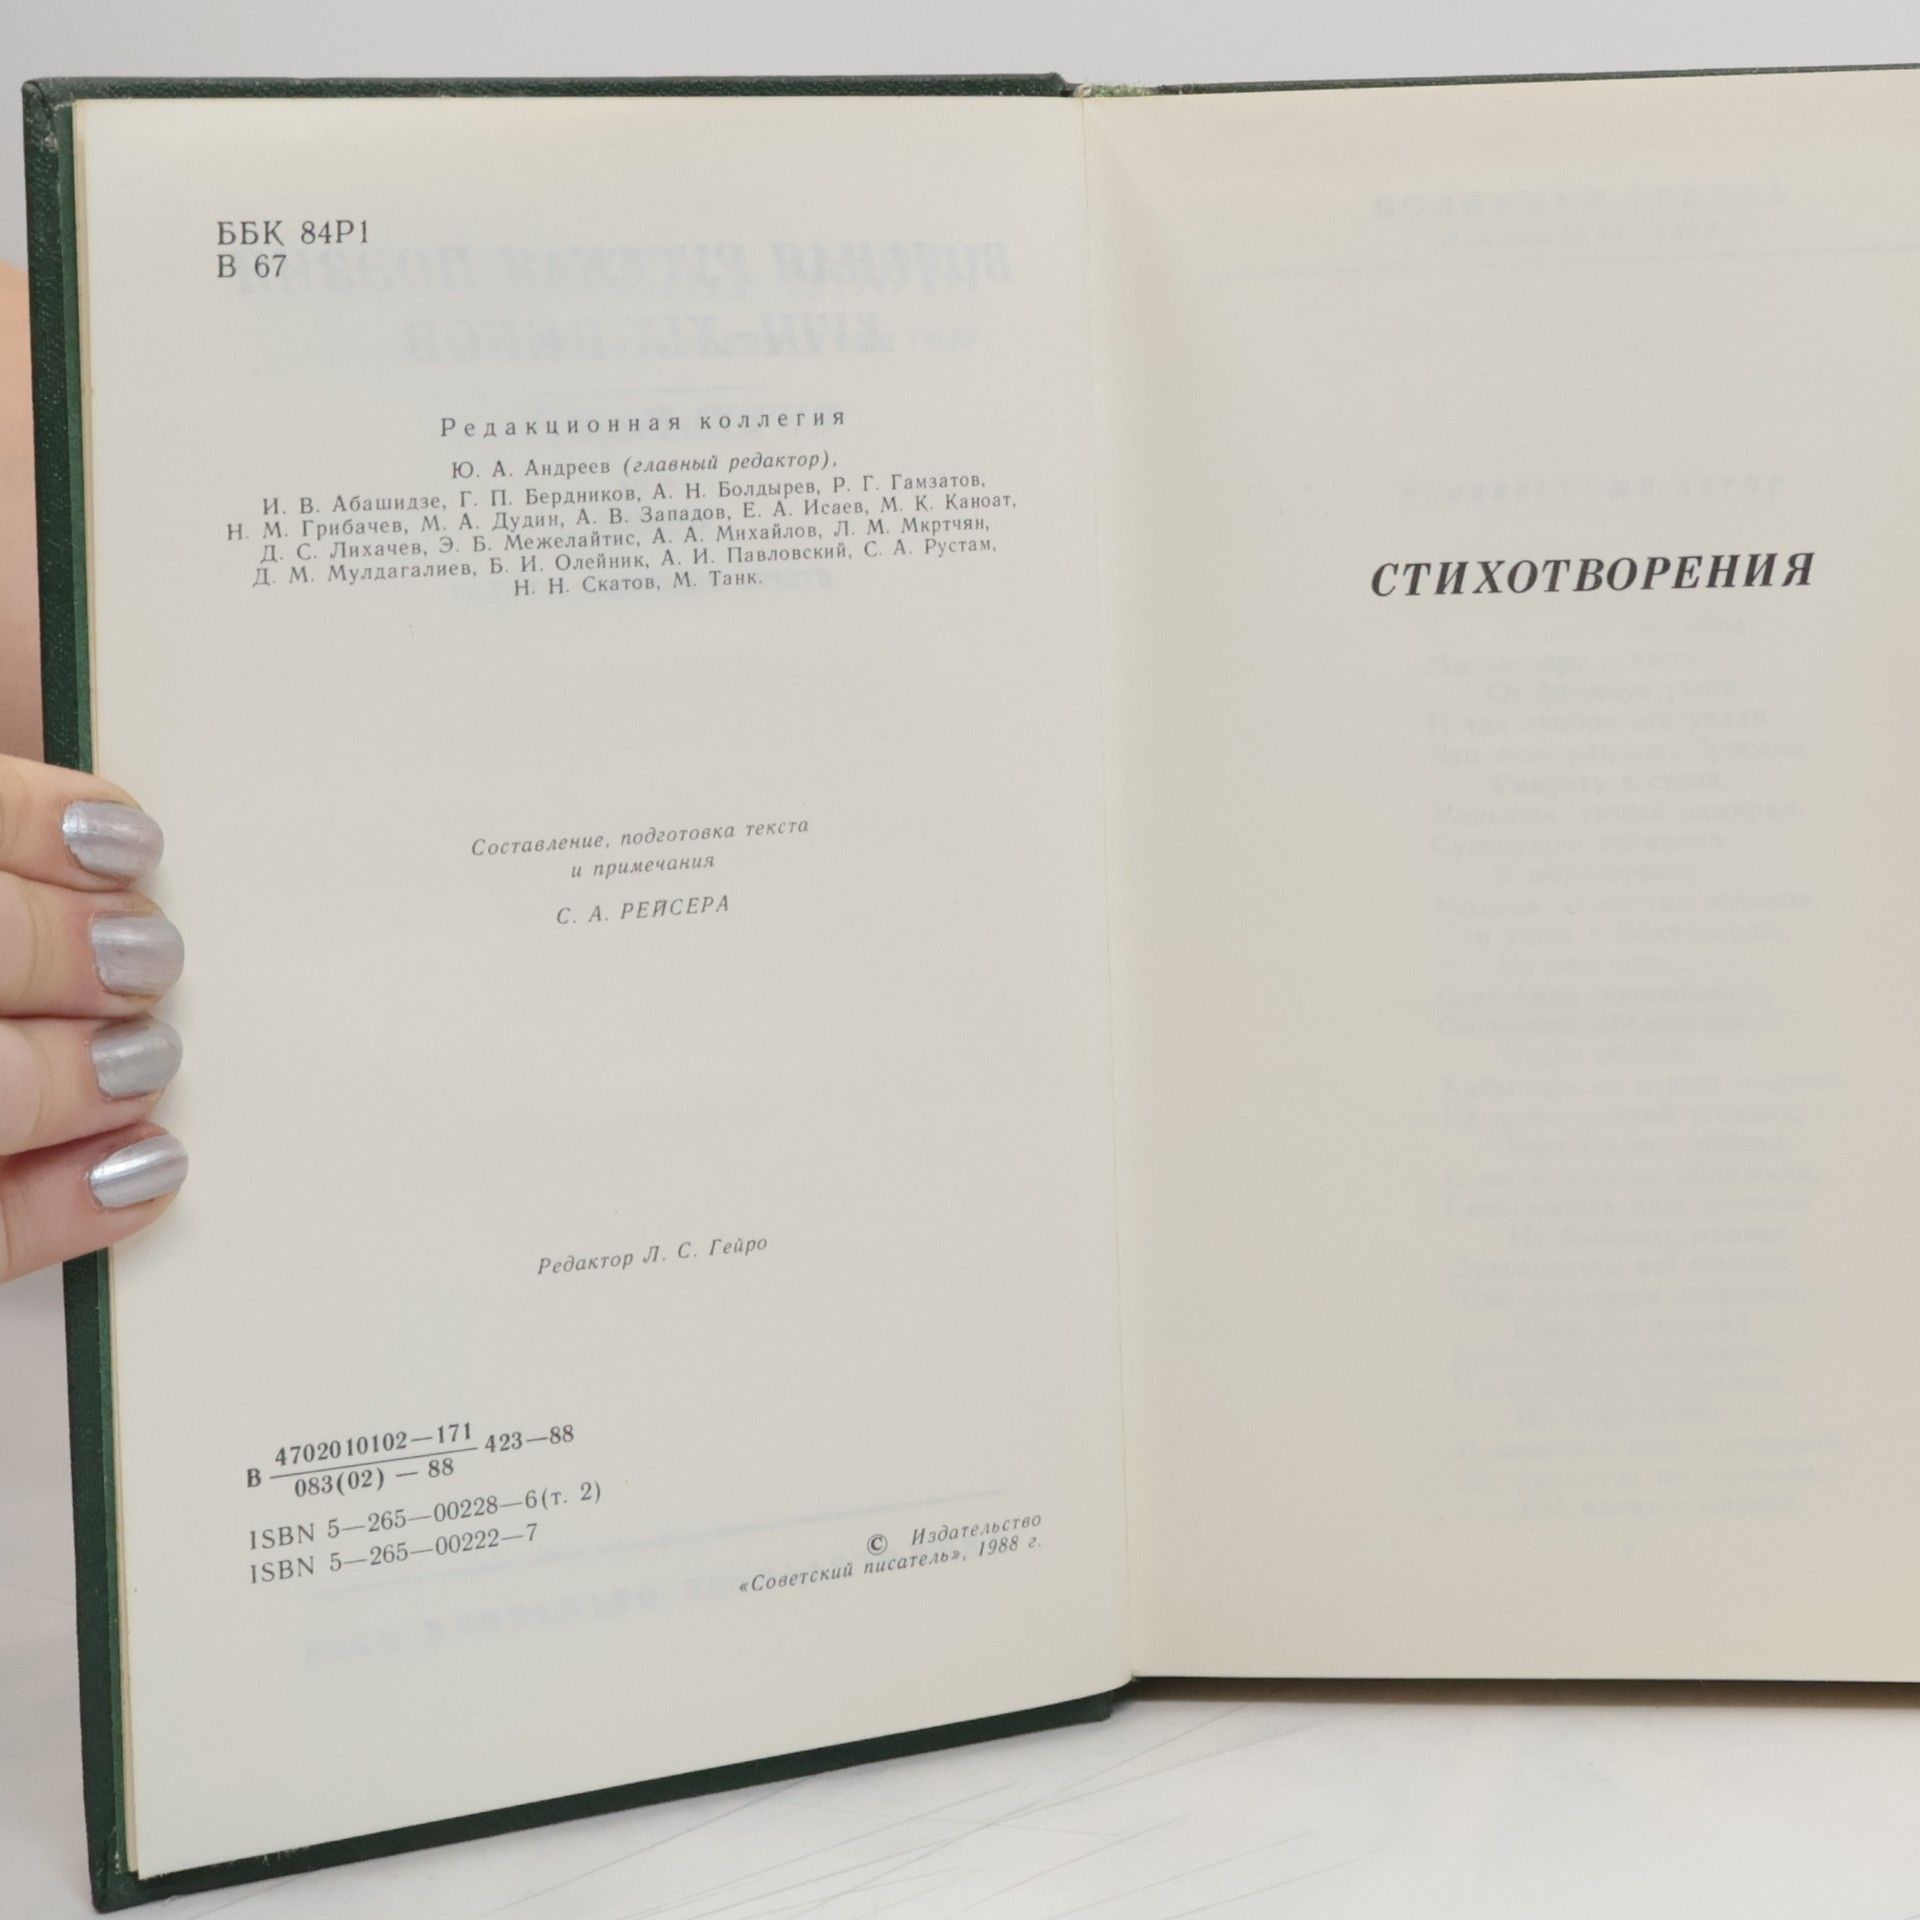 ББК 84Р1
В 67
Редакционная коллегия
Ю. А. Андреев (главный редактор),
И. В. Абашидзе, Г. П. Бердников, А. Н. Болдырев, Р. Г. Гамзатов,
Н. М. Грибачев, М. А. Дудин, А. В. Западов, Е. А. Исаев, М. К. Каноат,
Д. С. Лихачев, Э. Б. Межелайтис, А. А. Михайлов, Л. М. Мкртчян,
Д. М. Мулдагалиев, Б. И. Олейник, А. И. Павловский, С. А. Рустам,
Н. Н. Скатов, М. Танк.
Составление, подготовка текста
и примечания
С. А. РЕЙСЕРА
Редактор Л. С. Гейро
В 4702010102—171 423—88
083(02) — 88
ISBN 5—265—00228—6(т. 2)
ISBN 5—265—00222—7
© Издательство
«Советский писатель», 1988 г.
СТИХОТВОРЕНИЯ